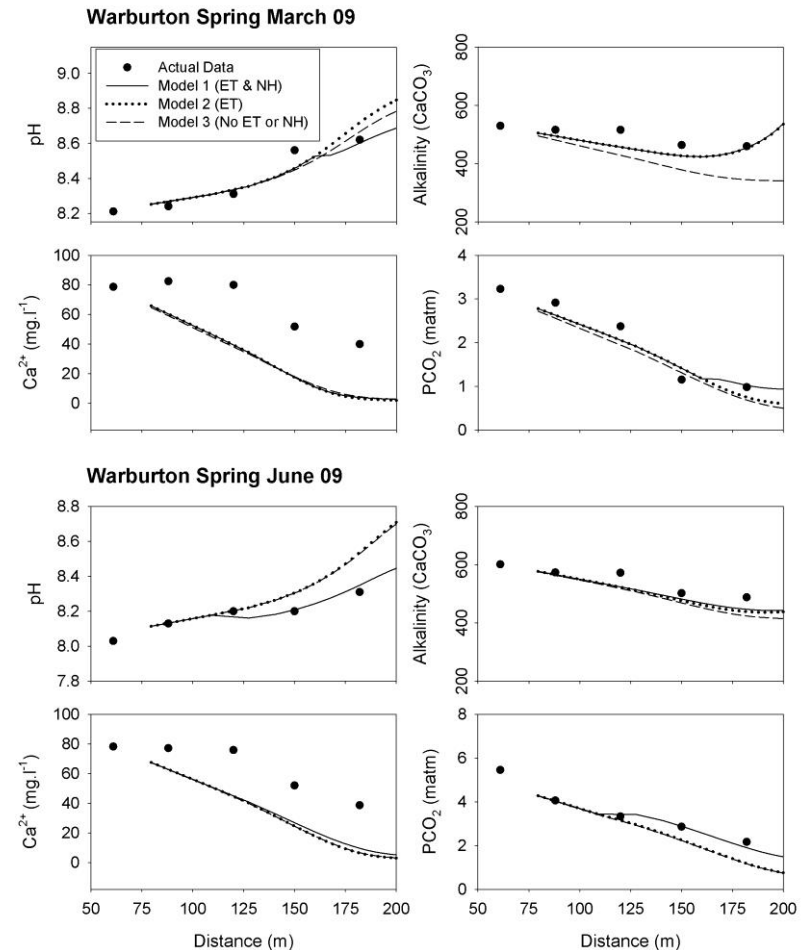 Warburton Spring March 09
Actual Data
Model 1 (ET & NH)
Model 2 (ET)
Model 3 (No ET or NH)
pH
9.0
8.8
8.6
8.4
8.2
Alkalinity (CaCO₃)
800
600
400
200
Ca²⁺ (mg.l⁻¹)
100
80
60
40
20
0
PCO₂ (matm)
4
3
2
1
0
Warburton Spring June 09
pH
8.8
8.6
8.4
8.2
8.0
7.8
Alkalinity (CaCO₃)
800
600
400
200
Ca²⁺ (mg.l⁻¹)
100
80
60
40
20
0
50 75 100 125 150 175 200
Distance (m)
PCO₂ (matm)
8
6
4
2
0
50 75 100 125 150 175 200
Distance (m)